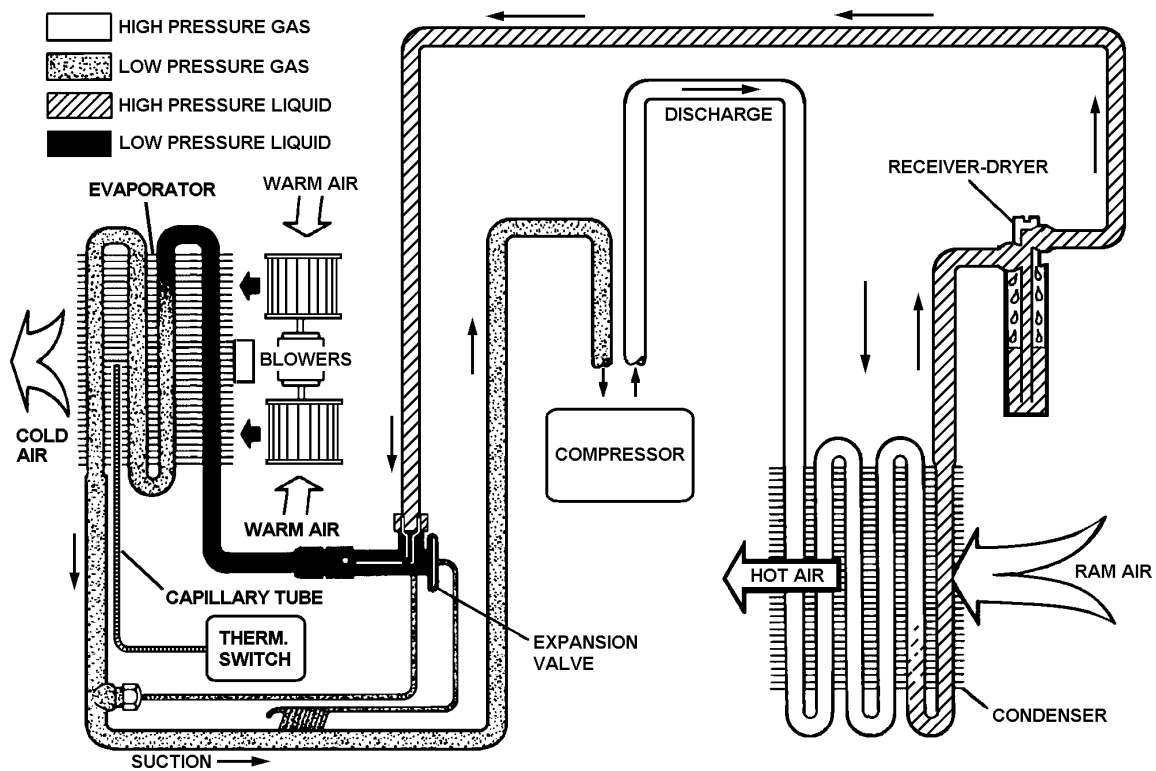 HIGH PRESSURE GAS
LOW PRESSURE GAS
HIGH PRESSURE LIQUID
LOW PRESSURE LIQUID
DISCHARGE
RECEIVER-DRYER
EVAPORATOR
WARM AIR
BLOWERS
COLD
AIR
COMPRESSOR
WARM AIR
HOT AIR
RAM AIR
CAPILLARY TUBE
THERM.
SWITCH
EXPANSION
VALVE
CONDENSER
SUCTION